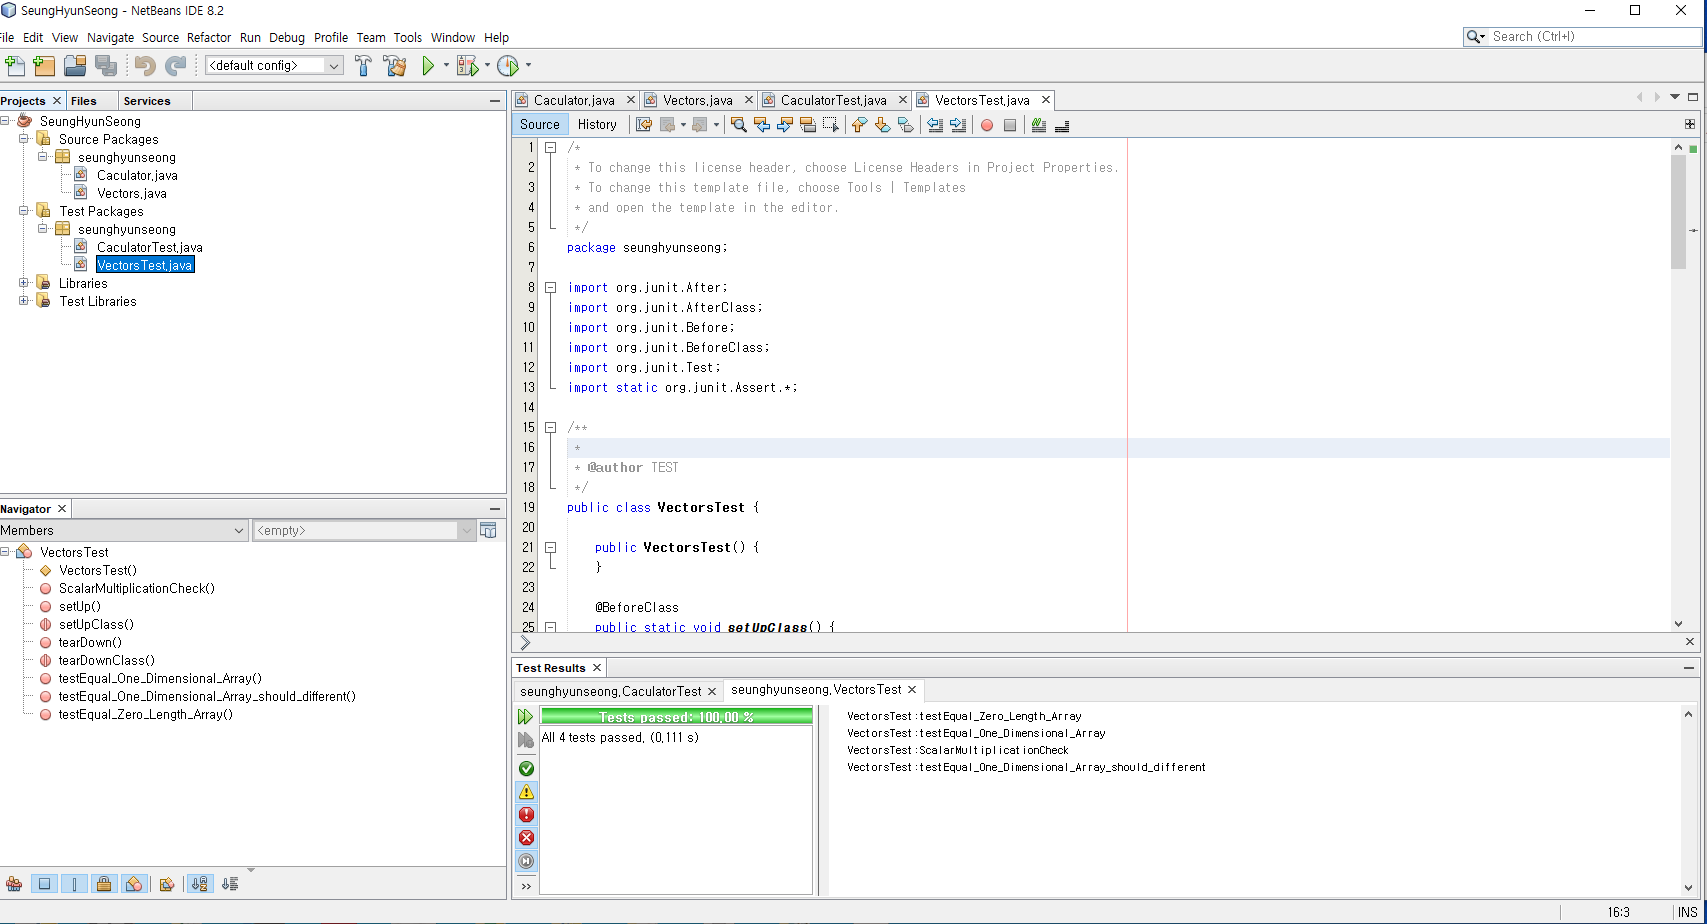 SeungHyunSeong - NetBeans IDE 8.2
File Edit View Navigate Source Refactor Run Debug Profile Team Tools Window Help
Search (Ctrl+I)
<default config>
Projects Files Services
SeungHyunSeong
Source Packages
seunghyunseong
Caculator.java
Vectors.java
Test Packages
seunghyunseong
CaculatorTest.java
VectorsTest.java
Libraries
Test Libraries
Navigator
Members
<empty>
VectorsTest
VectorsTest()
ScalarMultiplicationCheck()
setUp()
setUpClass()
tearDown()
tearDownClass()
testEqual_One_Dimensional_Array()
testEqual_One_Dimensional_Array_should_different()
testEqual_Zero_Length_Array()
Caculator.java Vectors.java CaculatorTest.java VectorsTest.java
Source History
1 /*
2 * To change this license header, choose License Headers in Project Properties.
3 * To change this template file, choose Tools | Templates
4 * and open the template in the editor.
5 */
6 package seunghyunseong;
7
8 import org.junit.After;
9 import org.junit.AfterClass;
10 import org.junit.Before;
11 import org.junit.BeforeClass;
12 import org.junit.Test;
13 import static org.junit.Assert.*;
14
15 /**
16 *
17 * @author TEST
18 */
19 public class VectorsTest {
20
21 public VectorsTest() {
22 }
23
24 @BeforeClass
25 public static void setUpClass() {
Test Results
seunghyunseong.CaculatorTest seunghyunseong.VectorsTest
Tests passed: 100.00 %
All 4 tests passed. (0.111 s)
VectorsTest:testEqual_Zero_Length_Array
VectorsTest:testEqual_One_Dimensional_Array
VectorsTest:ScalarMultiplicationCheck
VectorsTest:testEqual_One_Dimensional_Array_should_different
16:3 INS